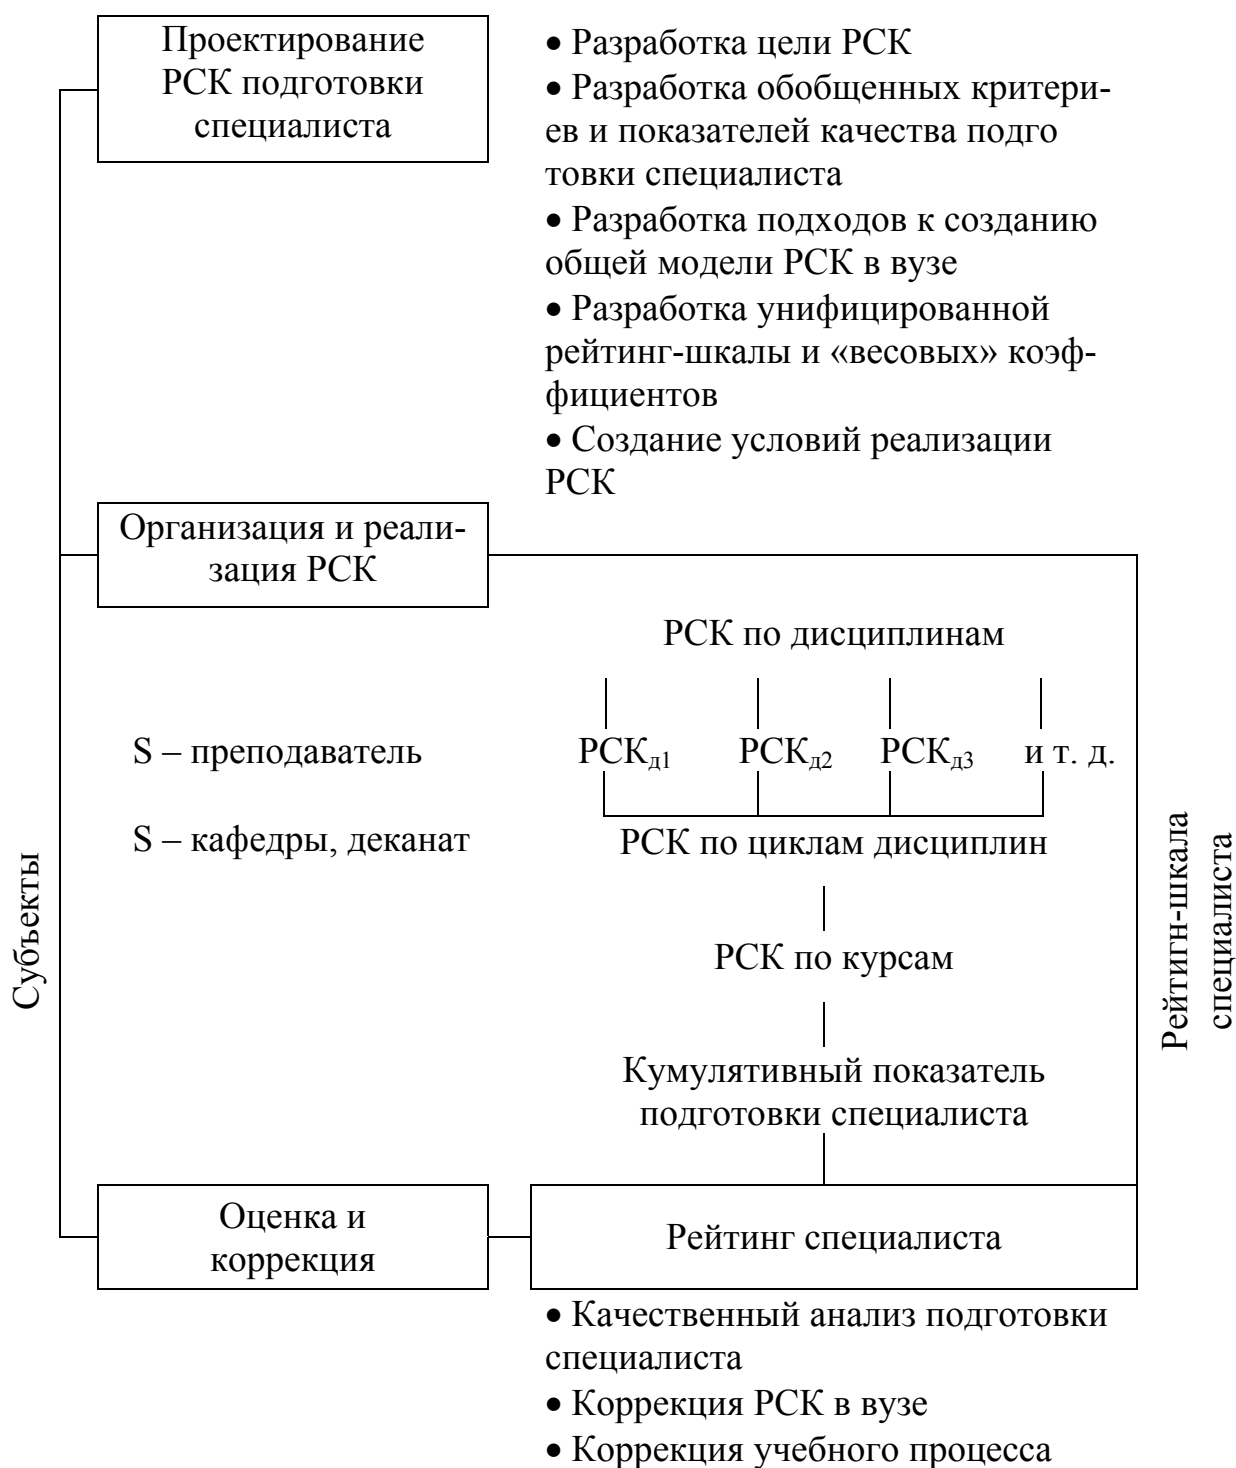 Проектирование
РСК подготовки
специалиста
• Разработка цели РСК
• Разработка обобщенных критери-
ев и показателей качества подго
товки специалиста
• Разработка подходов к созданию
общей модели РСК в вузе
• Разработка унифицированной
рейтинг-шкалы и «весовых» коэф-
фициентов
• Создание условий реализации
РСК
Организация и реали-
зация РСК
РСК по дисциплинам
S – преподаватель
РСКд1 РСКд2 РСКд3 и т. д.
S – кафедры, деканат
РСК по циклам дисциплин
РСК по курсам
Кумулятивный показатель
подготовки специалиста
Субъекты
Рейтигн-шкала
специалиста
Оценка и
коррекция
Рейтинг специалиста
• Качественный анализ подготовки
специалиста
• Коррекция РСК в вузе
• Коррекция учебного процесса